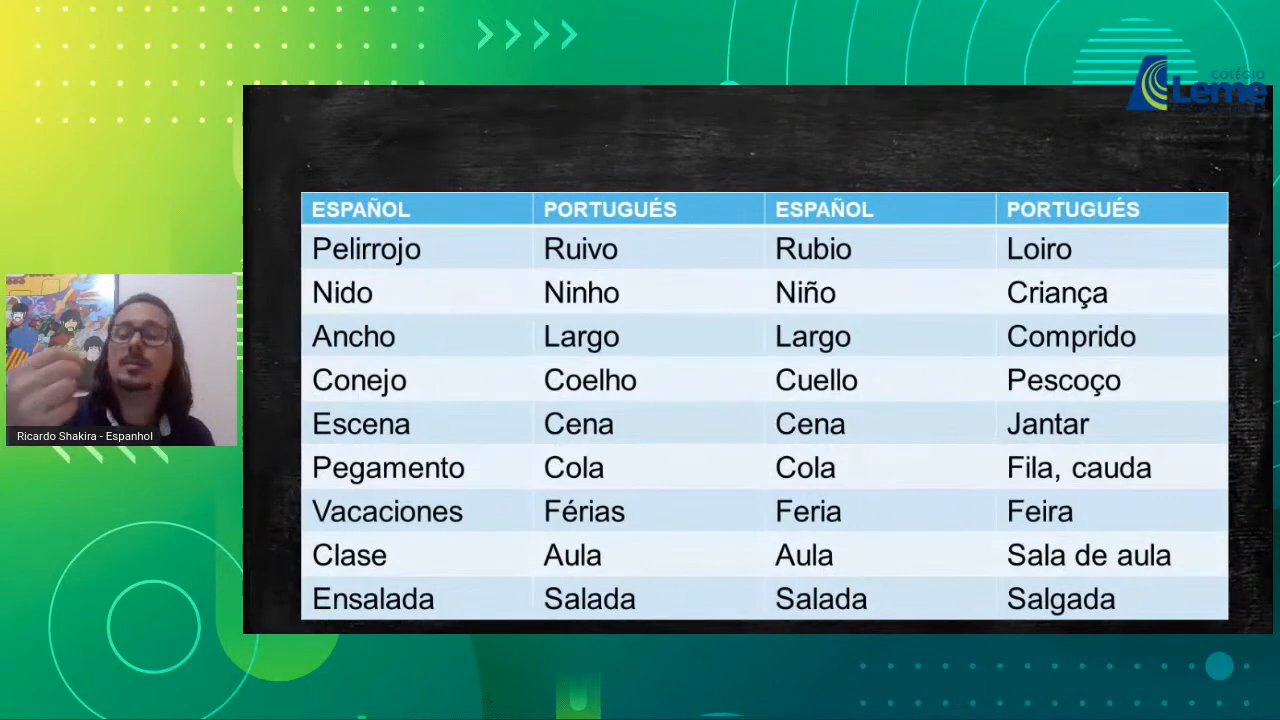 COLÉGIO
Leme
ESPAÑOL PORTUGUÉS ESPAÑOL PORTUGUÉS
Pelirrojo Ruivo Rubio Loiro
Nido Ninho Niño Criança
Ancho Largo Largo Comprido
Conejo Coelho Cuello Pescoço
Escena Cena Cena Jantar
Pegamento Cola Cola Fila, cauda
Vacaciones Férias Feria Feira
Clase Aula Aula Sala de aula
Ensalada Salada Salada Salgada
Ricardo Shakira - Espanhol